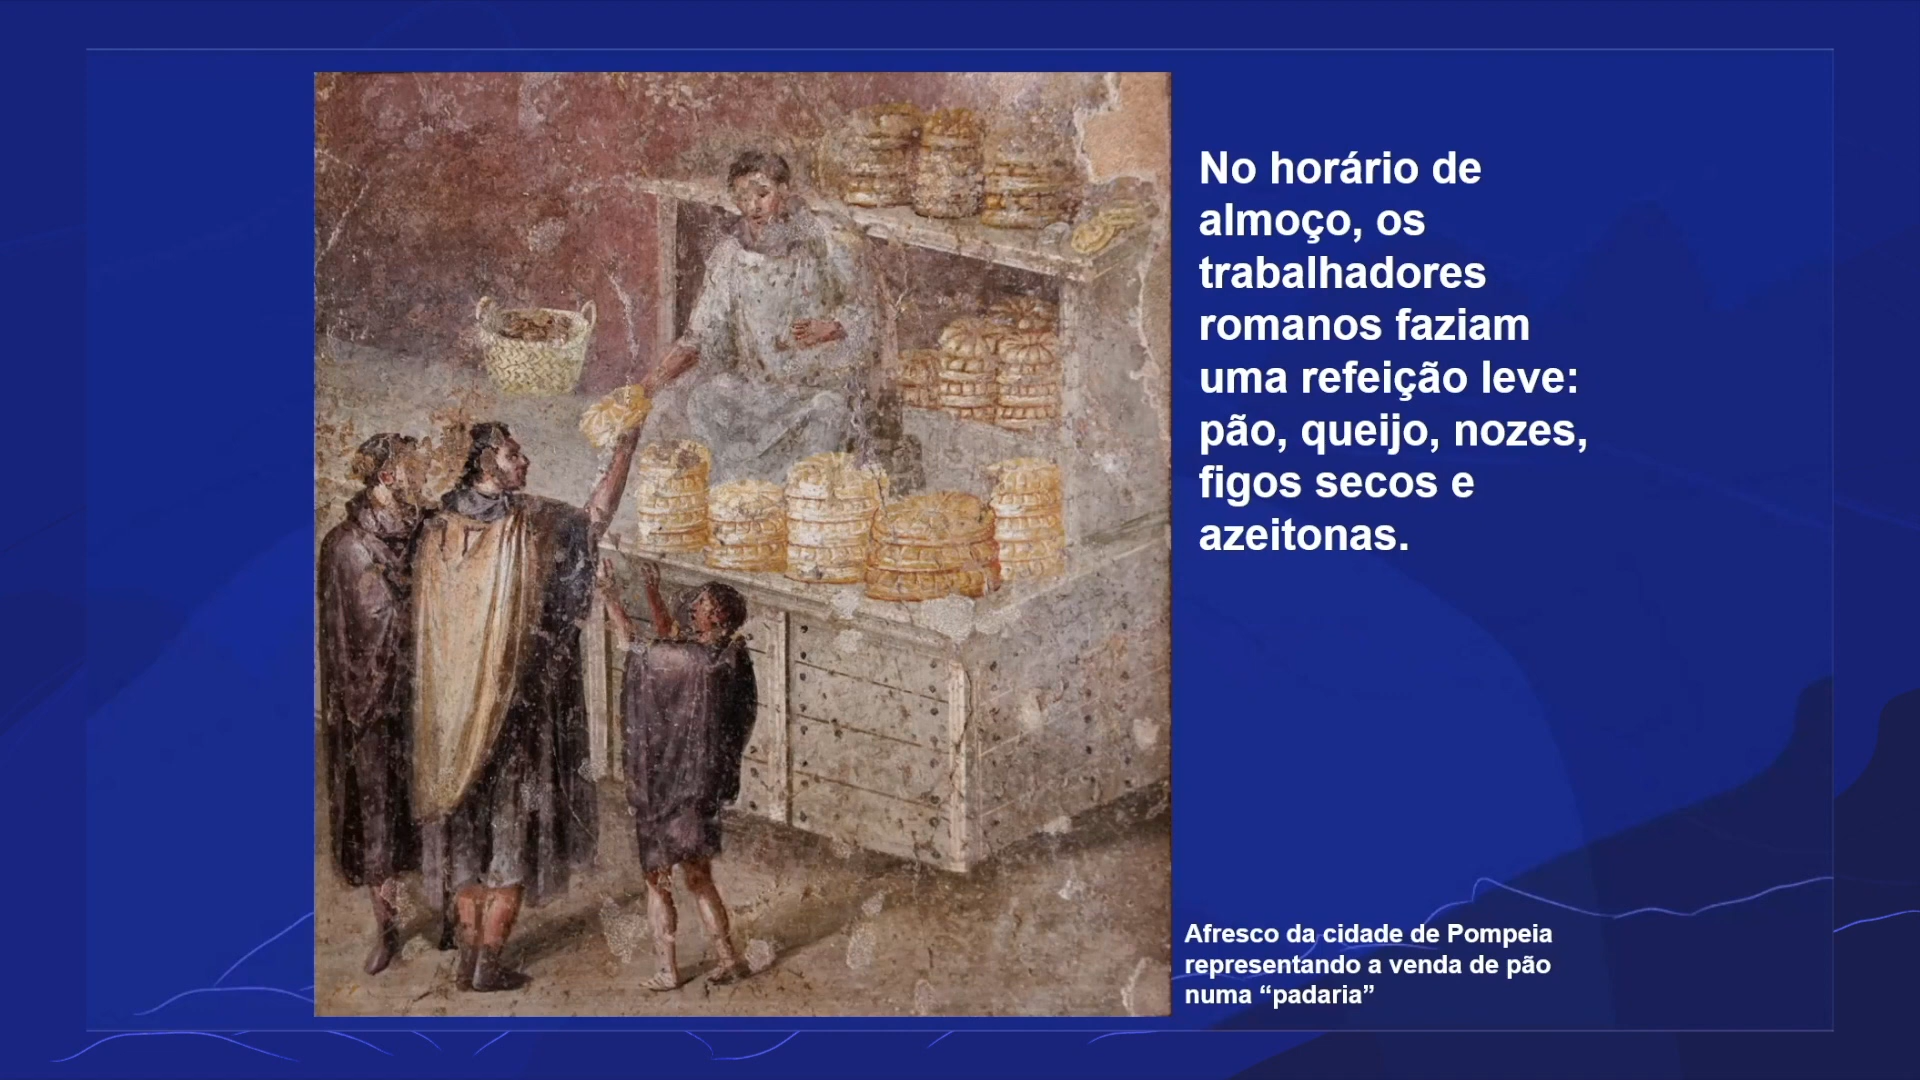 No horário de
almoço, os
trabalhadores
romanos faziam
uma refeição leve:
pão, queijo, nozes,
figos secos e
azeitonas.
Afresco da cidade de Pompeia
representando a venda de pão
numa “padaria”